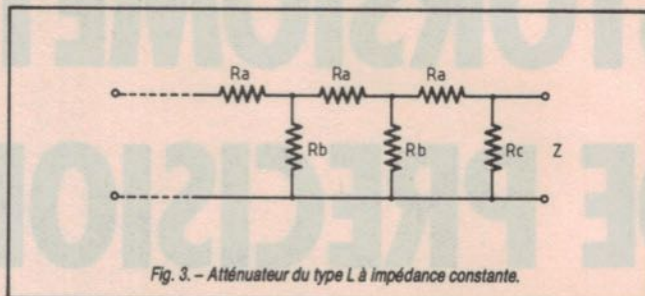 Ra Ra Ra
Rb Rb Rc Z
Fig. 3. – Atténuateur du type L à impédance constante.